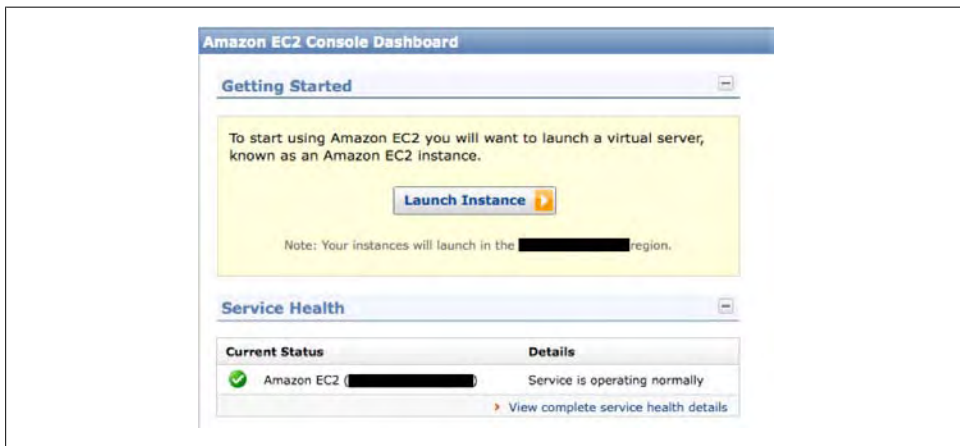 Amazon EC2 Console Dashboard
Getting Started
To start using Amazon EC2 you will want to launch a virtual server,
known as an Amazon EC2 instance.
Launch Instance
Note: Your instances will launch in the region.
Service Health
Current Status Details
Amazon EC2 ( ) Service is operating normally
View complete service health details